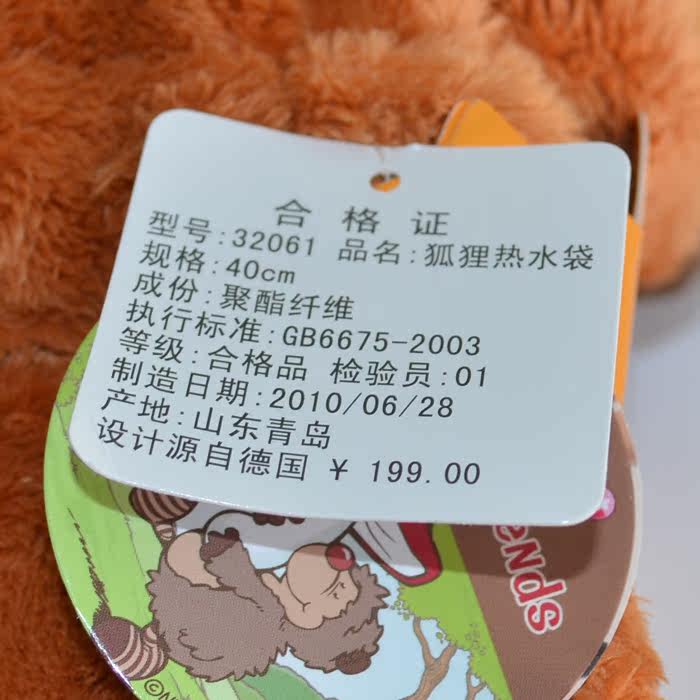 合格证
型号:32061 品名:狐狸热水袋
规格:40cm
成份:聚酯纤维
执行标准:GB6675-2003
等级:合格品 检验员:01
制造日期:2010/06/28
产地:山东青岛
设计源自德国 ¥ 199.00